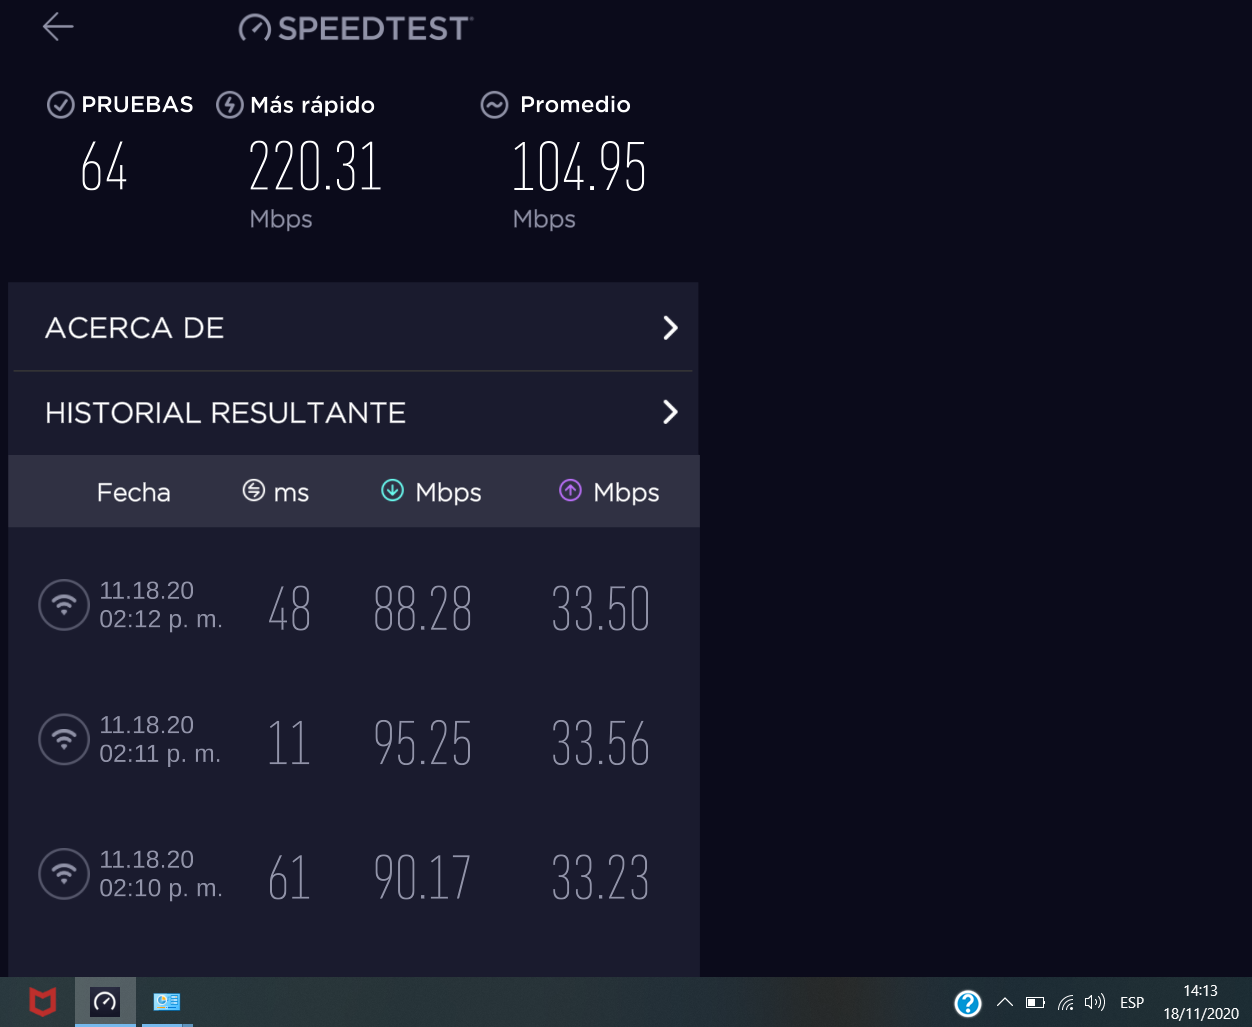 SPEEDTEST
PRUEBAS Más rápido Promedio
64 220.31 104.95
Mbps Mbps
ACERCA DE
HISTORIAL RESULTANTE
Fecha ms Mbps Mbps
11.18.20
02:12 p. m. 48 88.28 33.50
11.18.20
02:11 p. m. 11 95.25 33.56
11.18.20
02:10 p. m. 61 90.17 33.23
ESP 14:13
18/11/2020